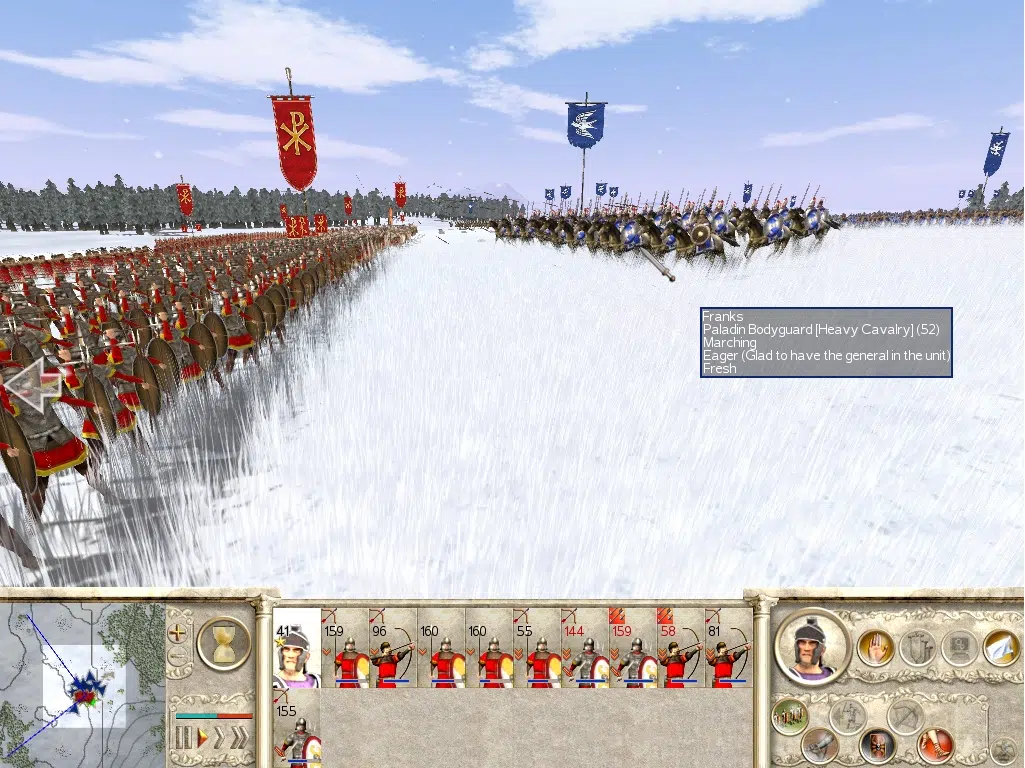 Franks
Paladin Bodyguard [Heavy Cavalry] (52)
Marching
Eager (Glad to have the general in the unit)
Fresh
41 159 96 160 160 55 144 159 58 81
155